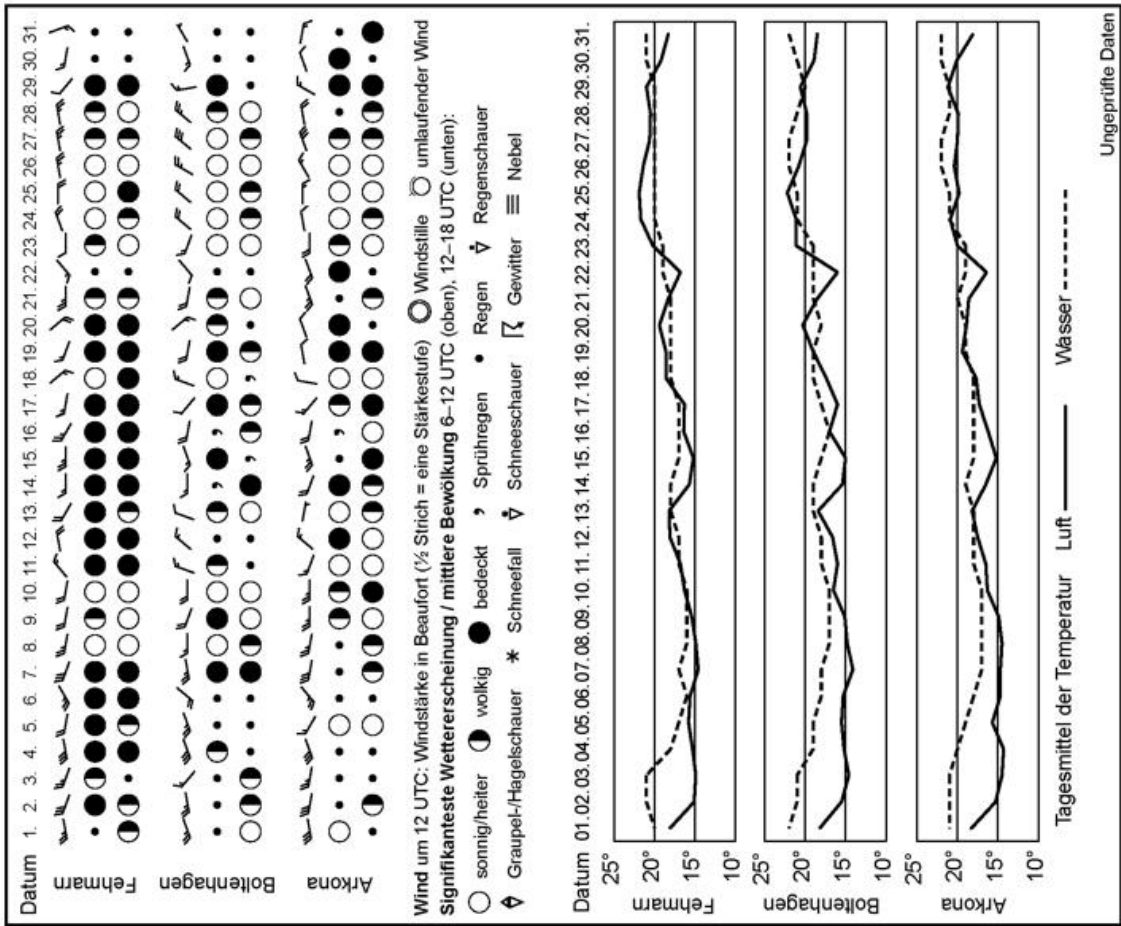 Datum 1. 2. 3. 4. 5. 6. 7. 8. 9. 10. 11. 12. 13. 14. 15. 16. 17. 18. 19. 20. 21. 22. 23. 24. 25. 26. 27. 28. 29. 30. 31.
Fehmarn
Boltenhagen
Arkona
Wind um 12 UTC: Windstärke in Beaufort (½ Strich = eine Stärkestufe) Windstille umlaufender Wind
Signifikanteste Wettererscheinung / mittlere Bewölkung 6–12 UTC (oben), 12–18 UTC (unten):
sonnig/heiter wolkig bedeckt Sprühregen Regen Regenschauer
Graupel-/Hagelschauer Schneefall Schneeschauer Gewitter Nebel
Datum 01. 02. 03. 04. 05. 06. 07. 08. 09. 10. 11. 12. 13. 14. 15. 16. 17. 18. 19. 20. 21. 22. 23. 24. 25. 26. 27. 28. 29. 30. 31.
25°
20°
15°
10°
Fehmarn
25°
20°
15°
10°
Boltenhagen
25°
20°
15°
10°
Arkona
Tagesmittel der Temperatur Luft Wasser
Ungeprüfte Daten